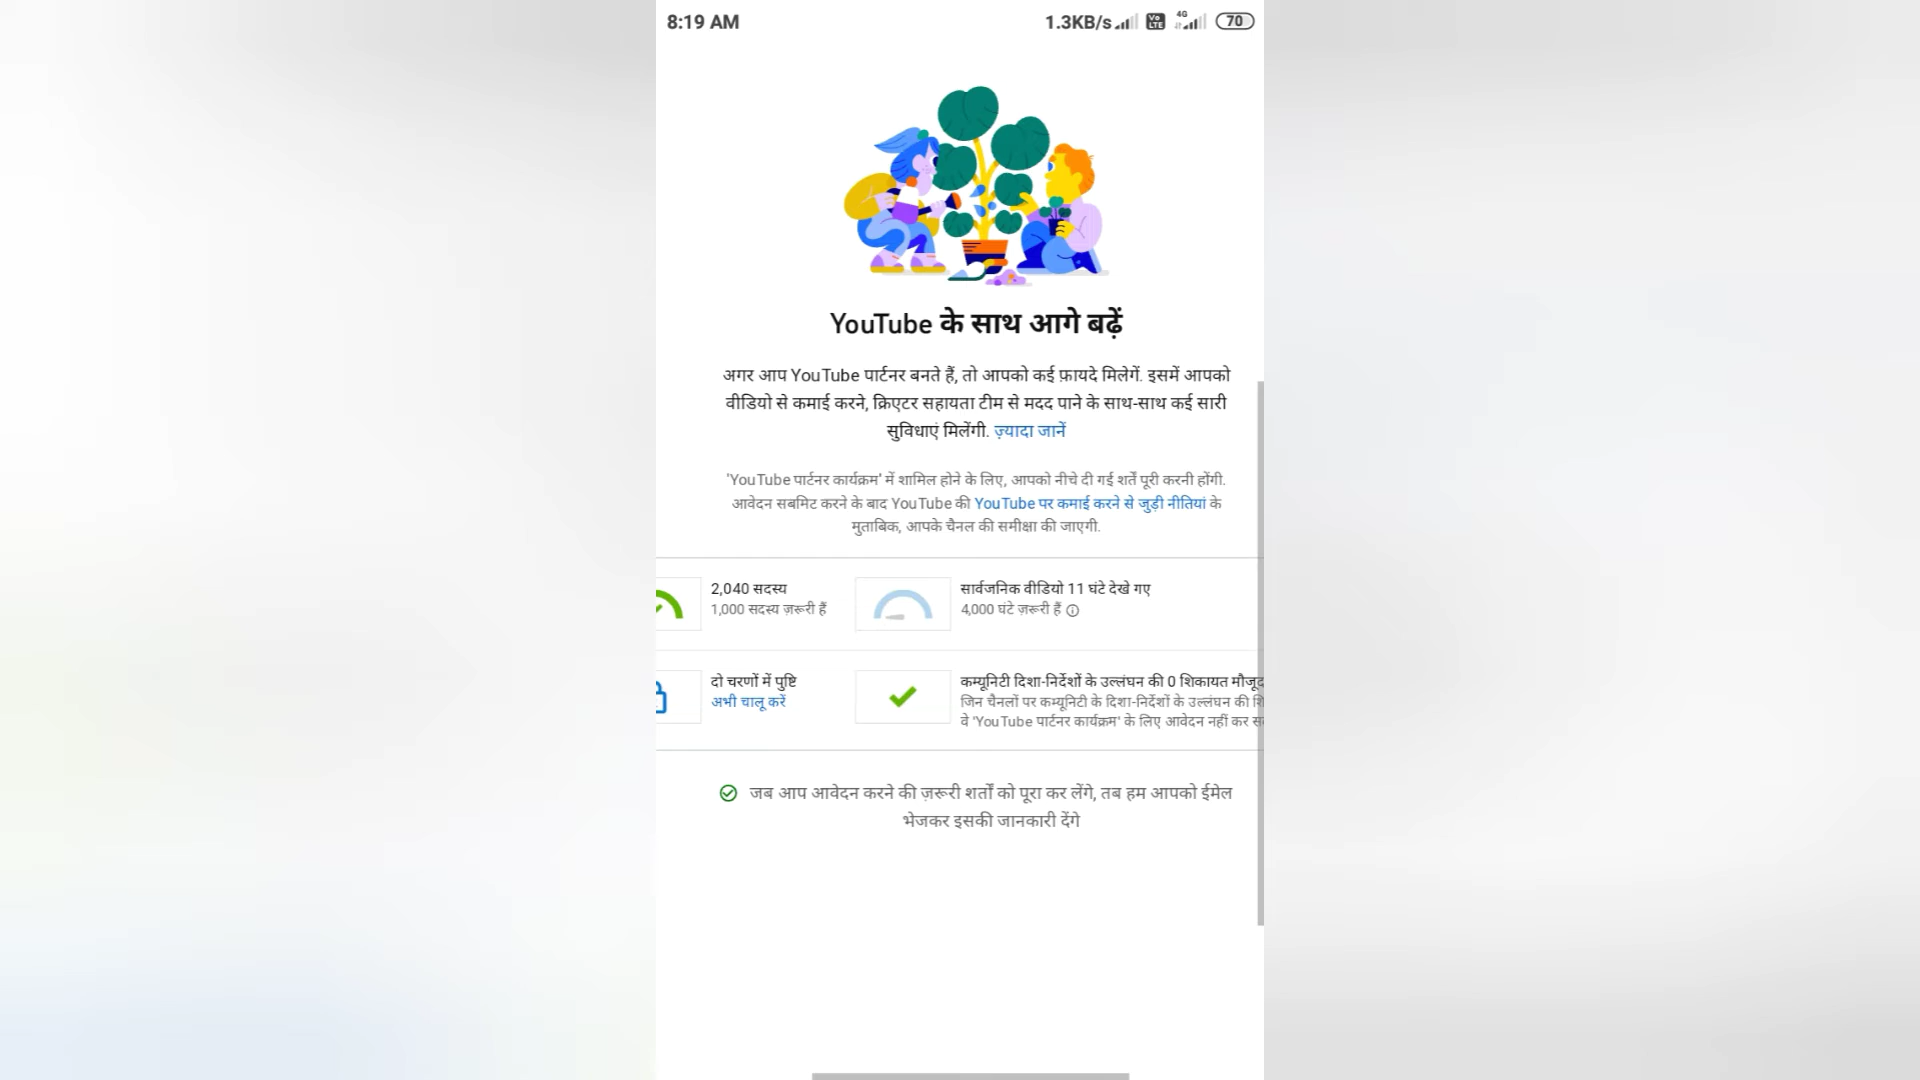 8:19 AM
1.3KB/s Vo LTE 4G 70
YouTube के साथ आगे बढ़ें
अगर आप YouTube पार्टनर बनते हैं, तो आपको कई फ़ायदे मिलेगें. इसमें आपको
वीडियो से कमाई करने, क्रिएटर सहायता टीम से मदद पाने के साथ-साथ कई सारी
सुविधाएं मिलेंगी. ज़्यादा जानें
'YouTube पार्टनर कार्यक्रम' में शामिल होने के लिए, आपको नीचे दी गई शर्तें पूरी करनी होंगी.
आवेदन सबमिट करने के बाद YouTube की YouTube पर कमाई करने से जुड़ी नीतियां के
मुताबिक, आपके चैनल की समीक्षा की जाएगी.
2,040 सदस्य
1,000 सदस्य ज़रूरी हैं
सार्वजनिक वीडियो 11 घंटे देखे गए
4,000 घंटे ज़रूरी हैं
दो चरणों में पुष्टि
अभी चालू करें
कम्यूनिटी दिशा-निर्देशों के उल्लंघन की 0 शिकायत मौजूद
जिन चैनलों पर कम्यूनिटी के दिशा-निर्देशों के उल्लंघन की
वे 'YouTube पार्टनर कार्यक्रम' के लिए आवेदन नहीं कर
जब आप आवेदन करने की ज़रूरी शर्तों को पूरा कर लेंगे, तब हम आपको ईमेल
भेजकर इसकी जानकारी देंगे